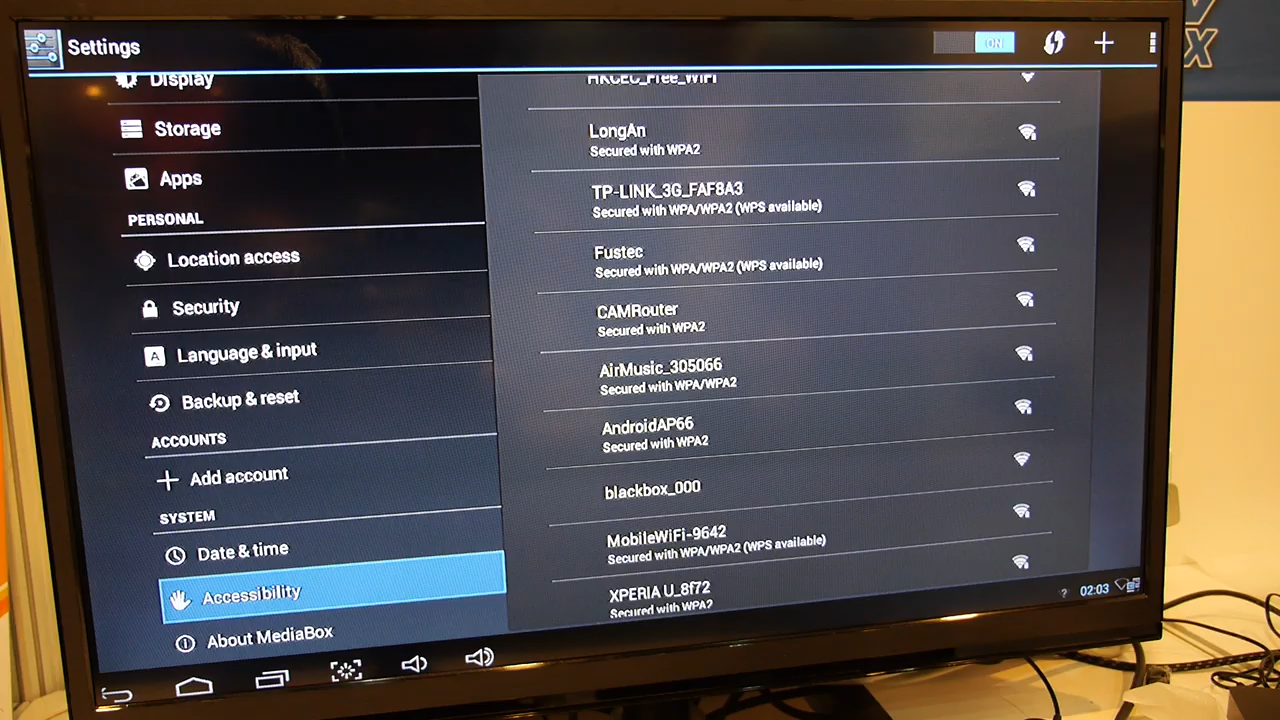 Settings
ON
Display
Storage
Apps
PERSONAL
Location access
Security
A Language & input
Backup & reset
ACCOUNTS
Add account
SYSTEM
Date & time
Accessibility
About MediaBox
HKCEC_Free_WiFi
LongAn
Secured with WPA2
TP-LINK_3G_FAF8A3
Secured with WPA/WPA2 (WPS available)
Fustec
Secured with WPA/WPA2 (WPS available)
CAMRouter
Secured with WPA2
AirMusic_305066
Secured with WPA/WPA2
AndroidAP66
Secured with WPA2
blackbox_000
MobileWiFi-9642
Secured with WPA/WPA2 (WPS available)
XPERIA U_8f72
Secured with WPA2
? 02:03